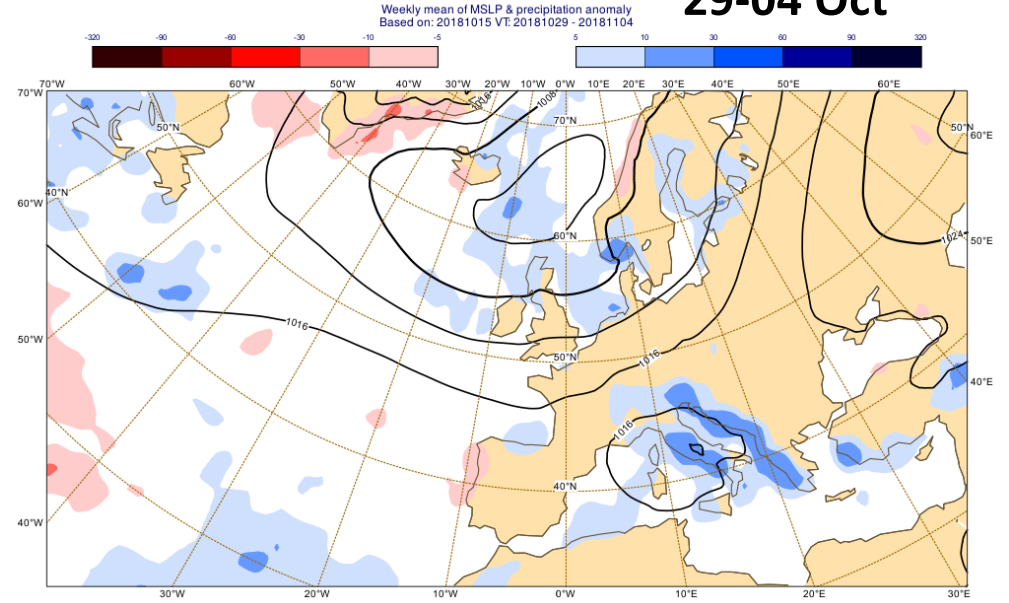 29-04 Oct
Weekly mean of MSLP & precipitation anomaly
Based on: 20181015 VT: 20181029 - 20181104
-320 -90 -60 -30 -10 -5 5 10 30 60 90 320
70°W 60°W 50°W 40°W 30°W 20°W 10°W 0°W 10°E 20°E 30°E 40°E 50°E 60°E
70°W
1016
1008
70°N
50°N
50°N
60°E
40°N
60°W
60°N
1024
50°E
1016
50°W
50°N
1016
40°E
1016
40°N
40°W
30°W 20°W 10°W 0°W 10°E 20°E 30°E